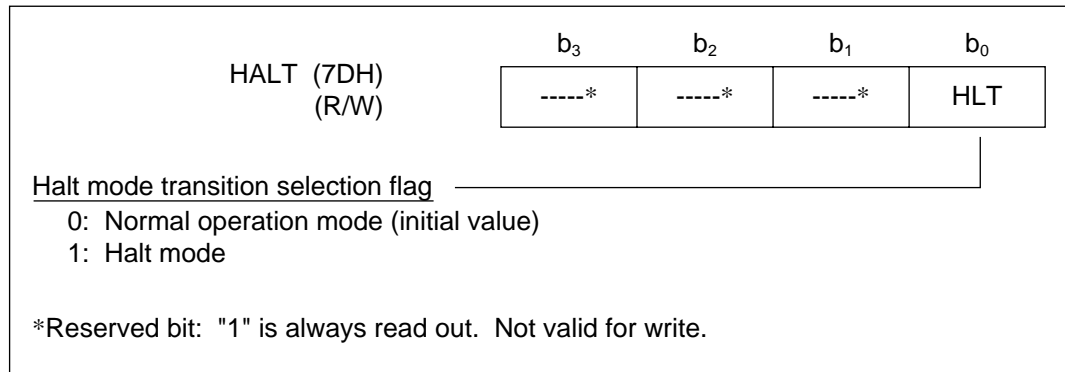 b3 b2 b1 b0
HALT (7DH)
(R/W)
-----* -----* -----* HLT
Halt mode transition selection flag
0: Normal operation mode (initial value)
1: Halt mode
*Reserved bit: "1" is always read out. Not valid for write.